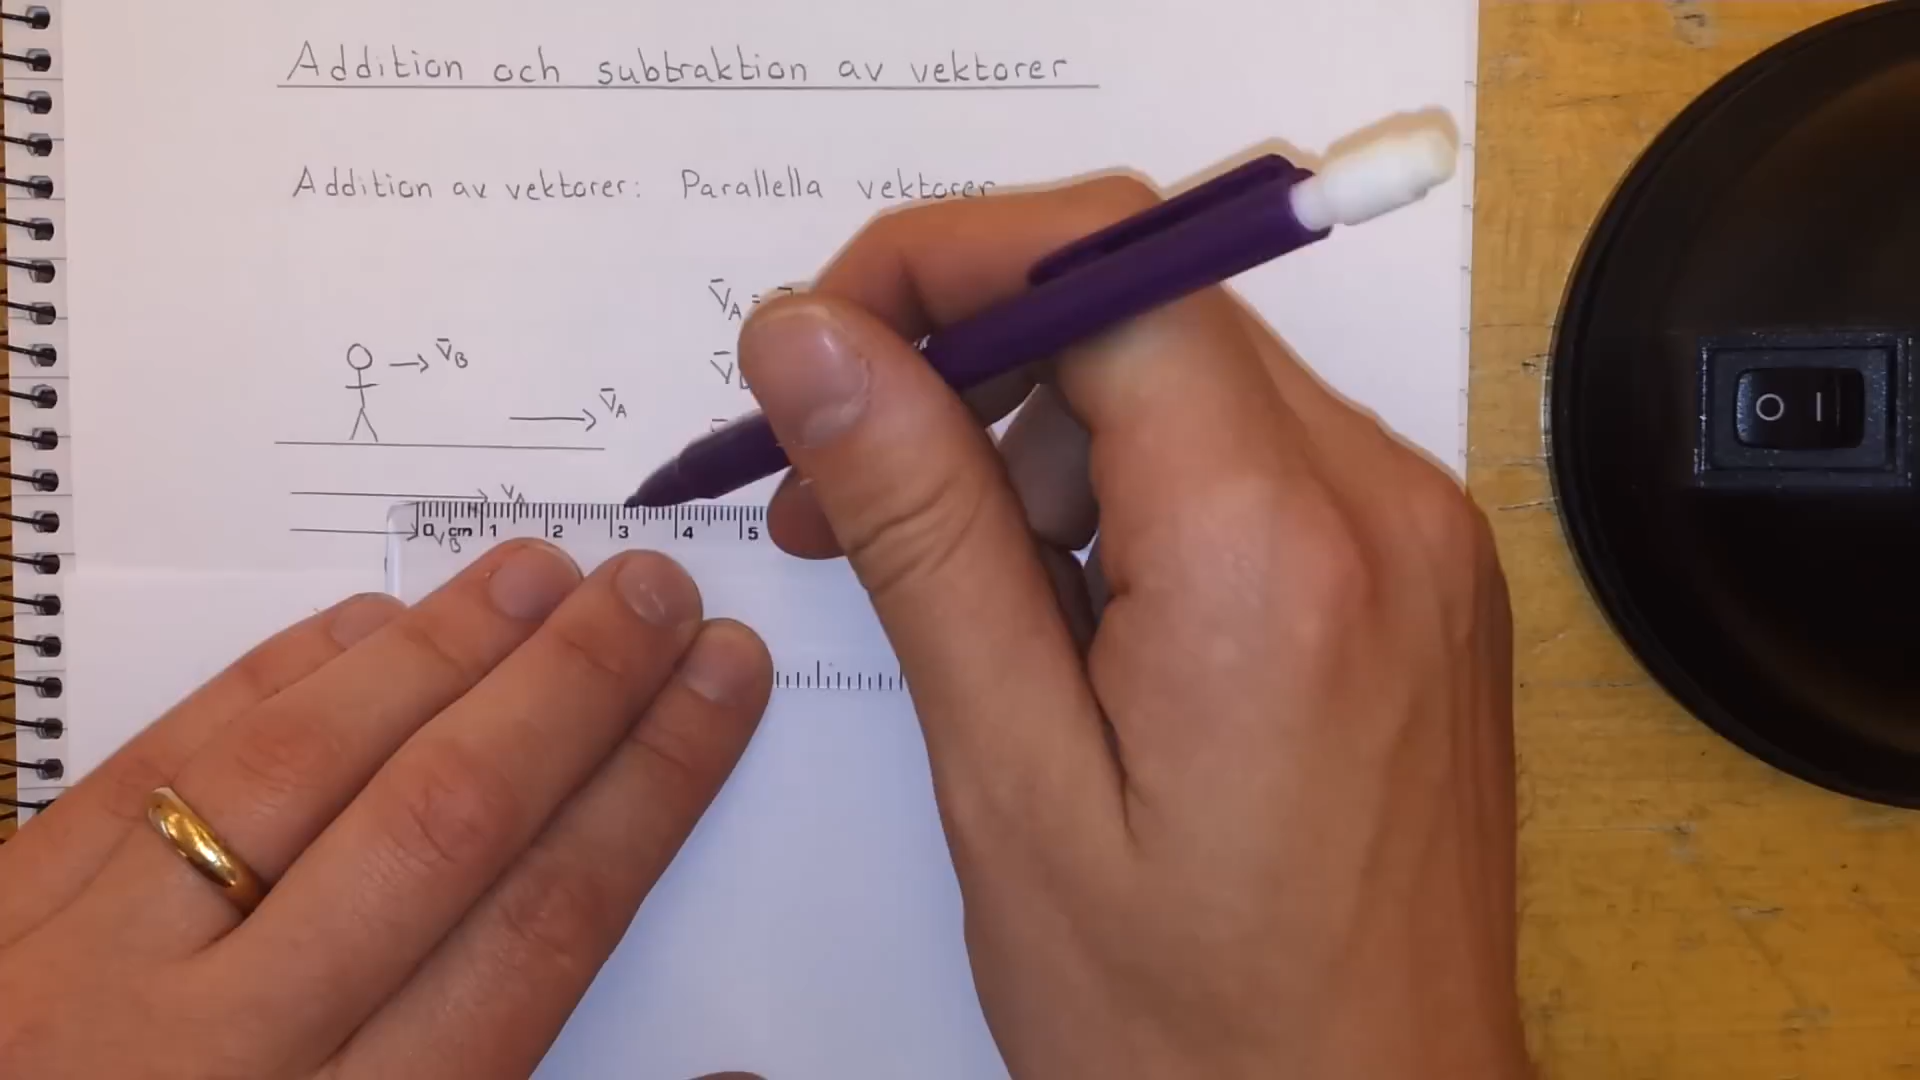 Addition och subtraktion av vektorer
Addition av vektorer: Parallella vektorer
V̄A =
V̄B
V̄A
VA
0 cm 1 2 3 4 5
VB
O I